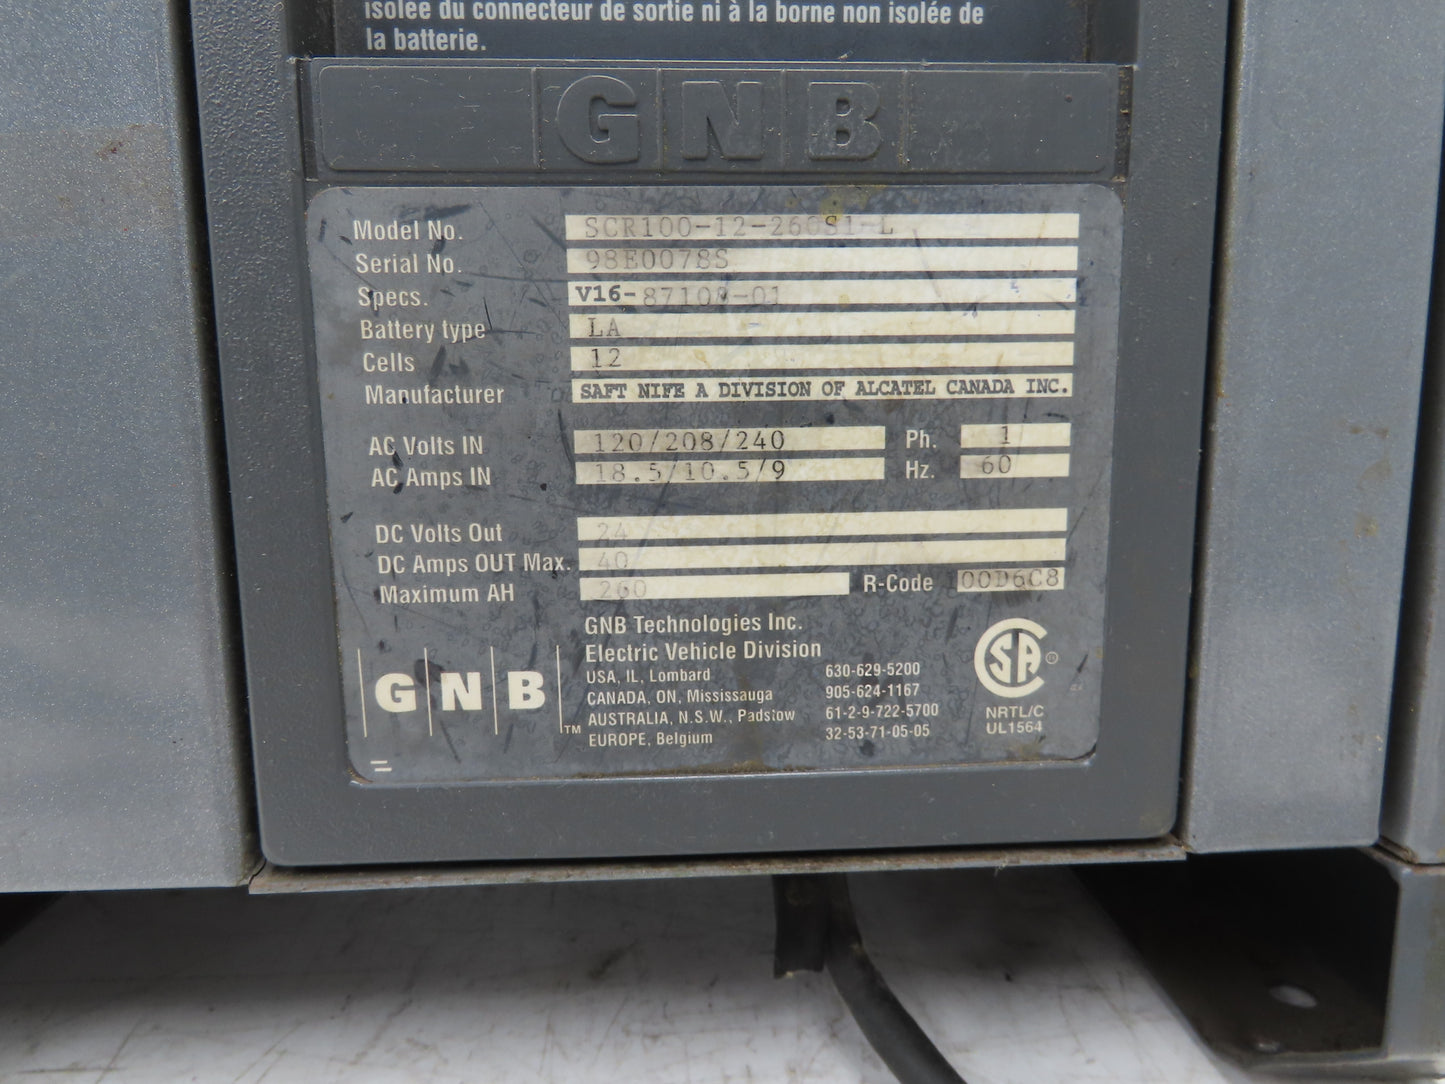 isolée du connecteur de sortie ni à la borne non isolée de
la batterie.
GNB
Model No. SCR100-12-260S1-L
Serial No. 98E0078S
Specs. V16-87108-01
Battery type LA
Cells 12
Manufacturer SAFT NIFE A DIVISION OF ALCATEL CANADA INC.
AC Volts IN 120/208/240 Ph. 1
AC Amps IN 18.5/10.5/9 Hz. 60
DC Volts Out 24
DC Amps OUT Max. 40
Maximum AH 260 R-Code 00D6C8
GNB Technologies Inc.
Electric Vehicle Division
USA, IL, Lombard 630-629-5200
CANADA, ON, Mississauga 905-624-1167
AUSTRALIA, N.S.W., Padstow 61-2-9-722-5700
EUROPE, Belgium 32-53-71-05-05
GNB TM
SA
NRTL/C
UL1564